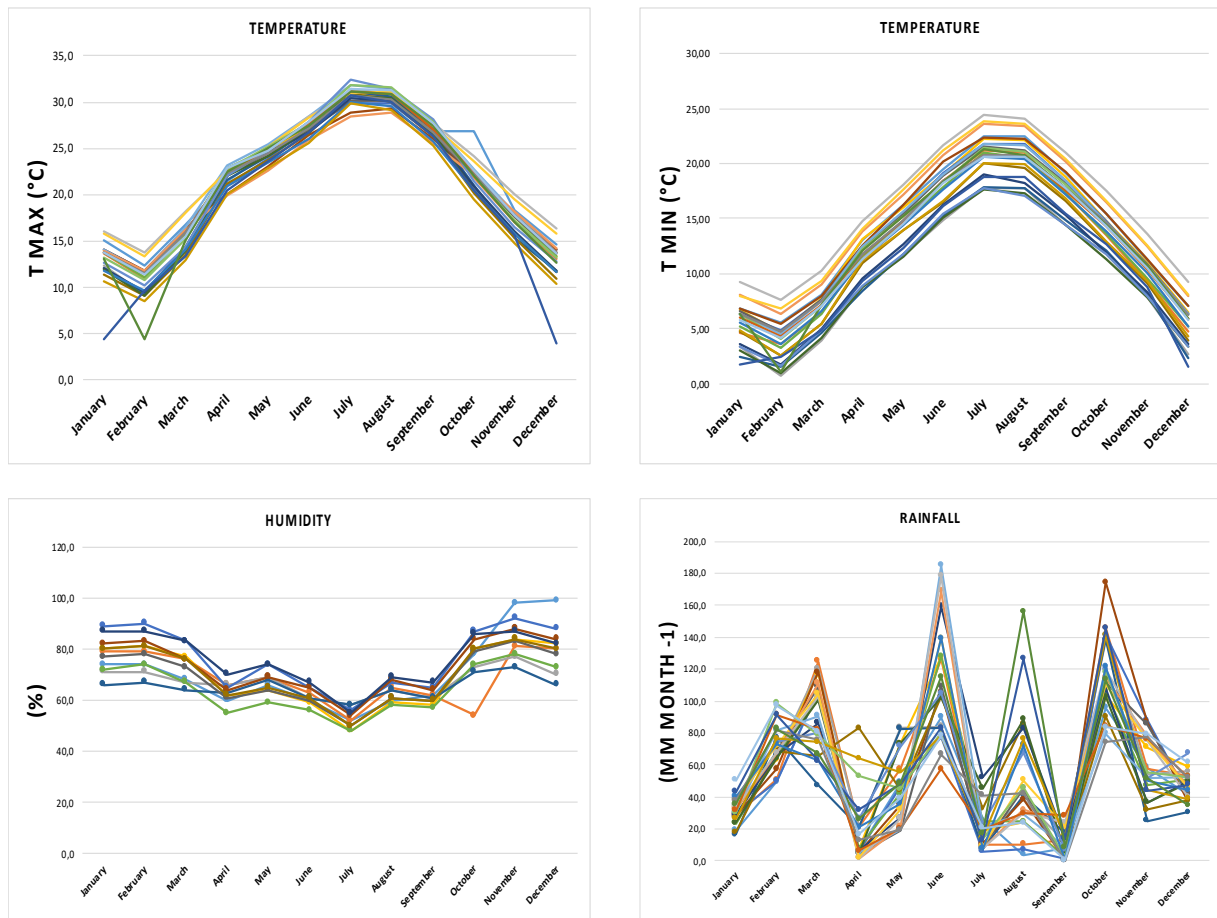 TEMPERATURE
T MAX (°C)
35,0
30,0
25,0
20,0
15,0
10,0
5,0
0,0
January
February
March
April
May
June
July
August
September
October
November
December
TEMPERATURE
T MIN (°C)
30,00
25,00
20,00
15,00
10,00
5,00
0,00
January
February
March
April
May
June
July
August
September
October
November
December
HUMIDITY
(%)
120,0
100,0
80,0
60,0
40,0
20,0
0,0
January
February
March
April
May
June
July
August
September
October
November
December
RAINFALL
(MM MONTH -1)
200,0
180,0
160,0
140,0
120,0
100,0
80,0
60,0
40,0
20,0
0,0
January
February
March
April
May
June
July
August
September
October
November
December